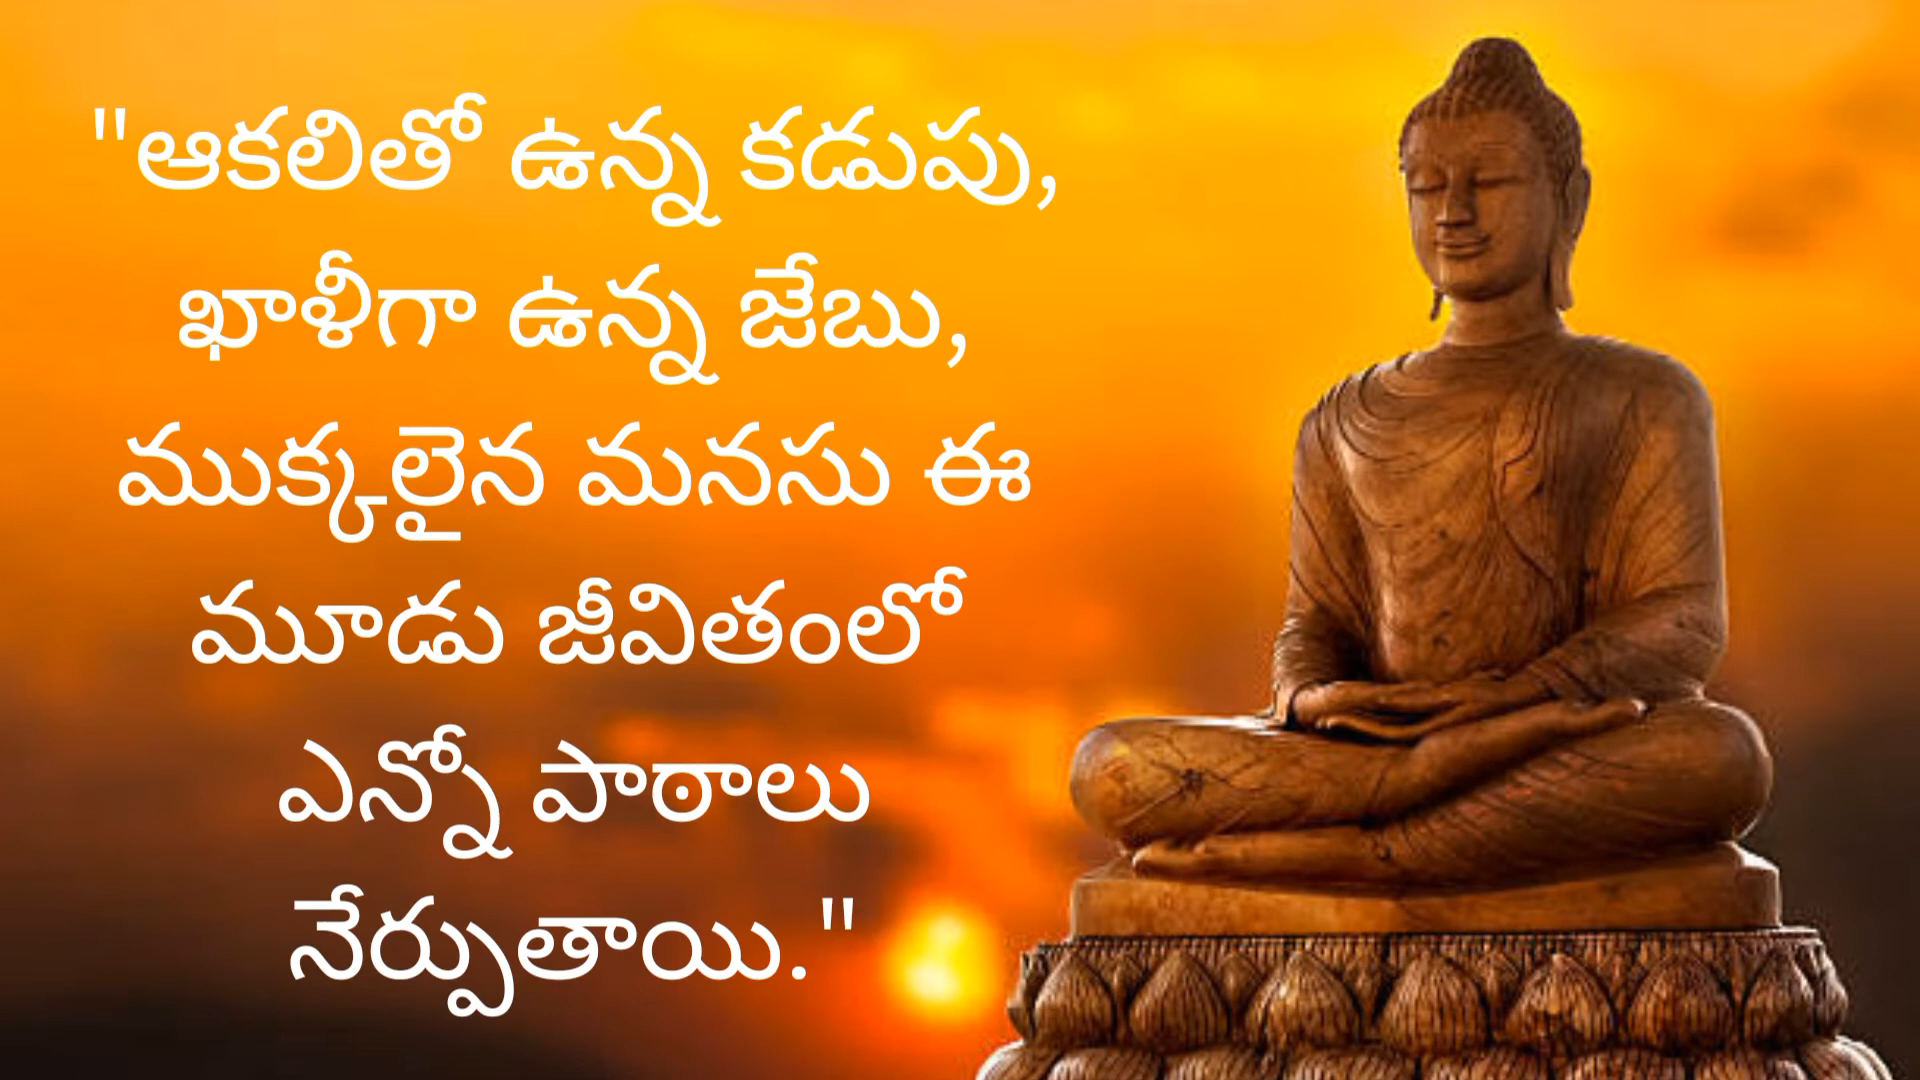 "ఆకలితో ఉన్న కడుపు,
ఖాళీగా ఉన్న జేబు,
ముక్కలైన మనసు ఈ
మూడు జీవితంలో
ఎన్నో పాఠాలు
నేర్పుతాయి."